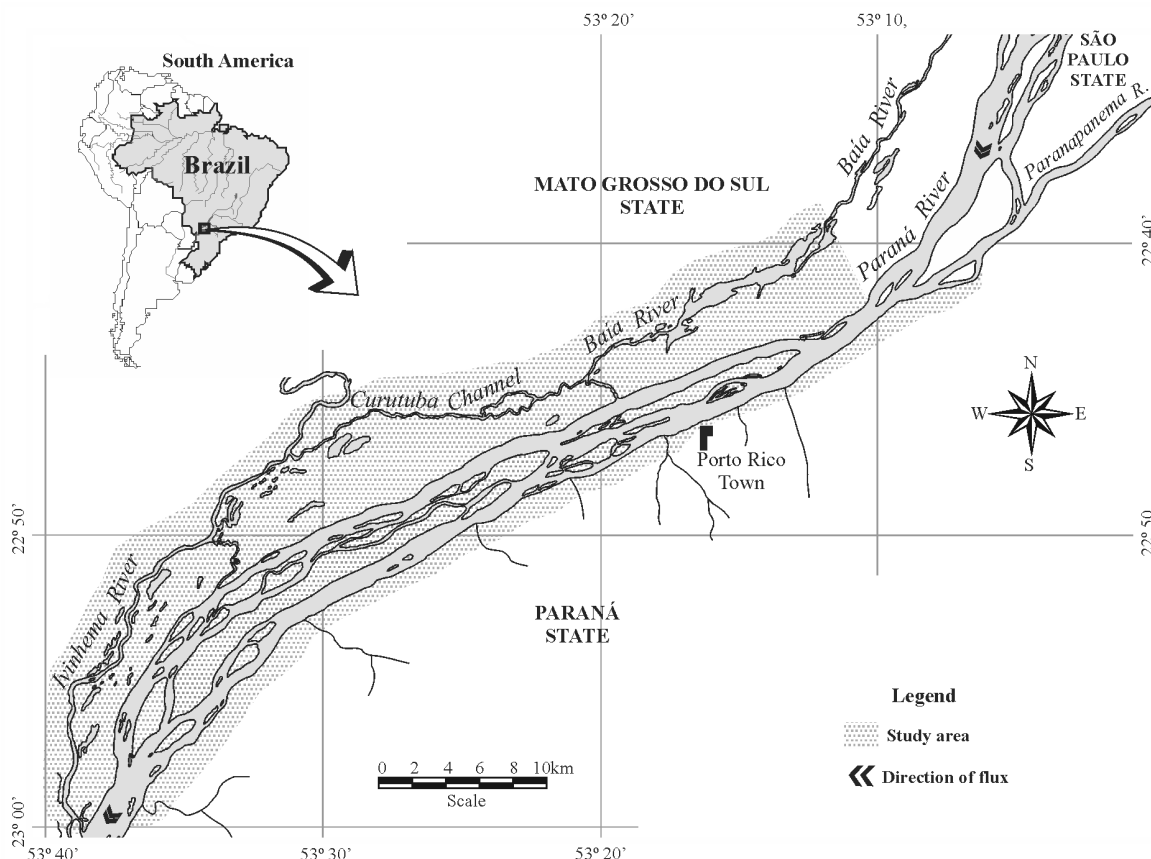 53º 20’
53º 10,
South America
Brazil
SÃO
PAULO
STATE
Paranapanema R.
Baía River
MATO GROSSO DO SUL
STATE
Paraná River
22º 40’
Baía River
Curutuba Channel
N
W
E
S
Porto Rico
Town
22º 50’
22º 50’
Ivinhema River
PARANÁ
STATE
Legend
Study area
Direction of flux
0 2 4 6 8 10km
Scale
23º 00’
53º 40’
53º 30’
53º 20’